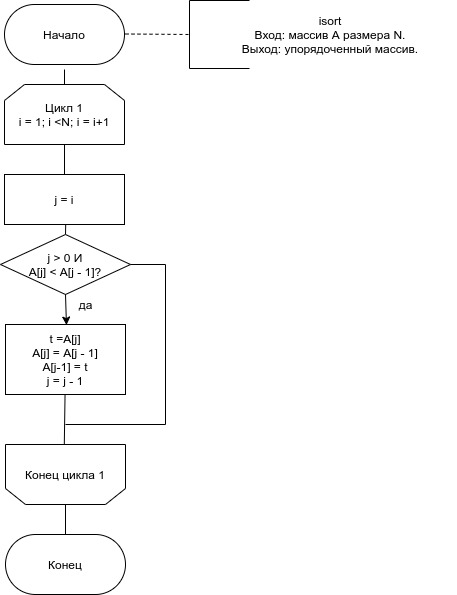 Начало
isort
Вход: массив A размера N.
Выход: упорядоченный массив.
Цикл 1
i = 1; i <N; i = i+1
j = i
j > 0 И
A[j] < A[j - 1]?
да
t =A[j]
A[j] = A[j - 1]
A[j-1] = t
j = j - 1
Конец цикла 1
Конец